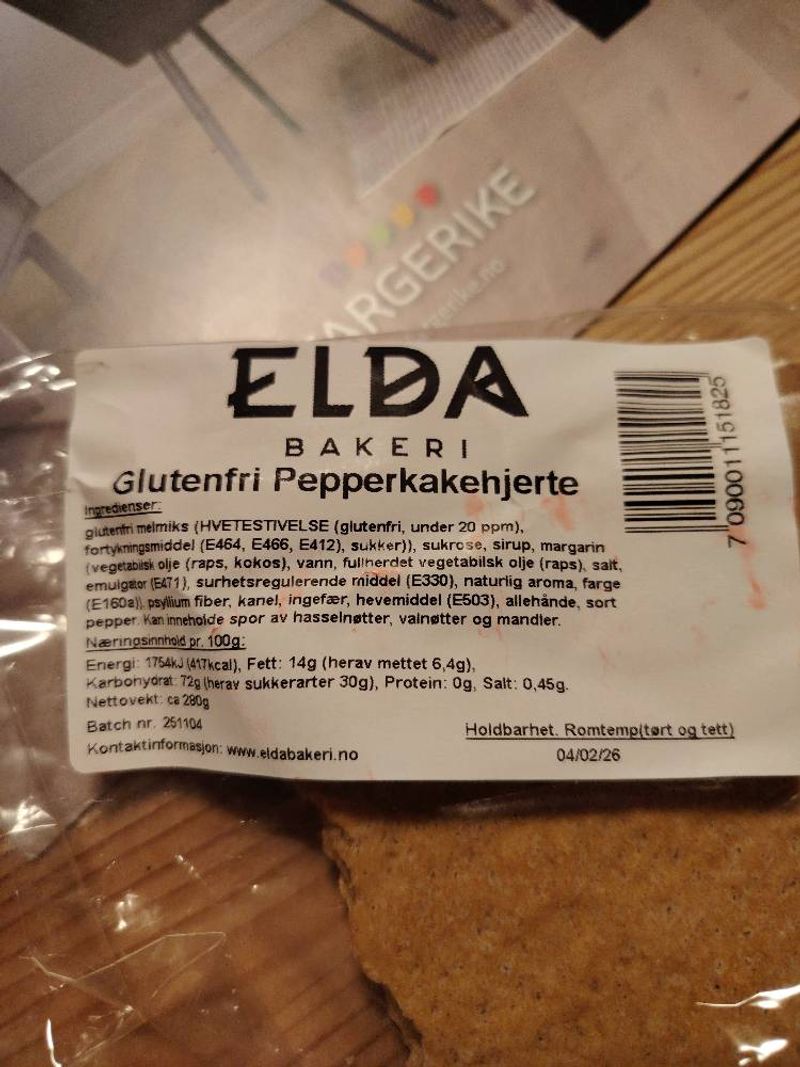 ARGERIKE
ELDA
BAKERI
Glutenfri Pepperkakehjerte
Ingredienser:
glutenfri melmiks (HVETESTIVELSE (glutenfri, under 20 ppm),
fortykningsmiddel (E464, E466, E412), sukker)), sukrose, sirup, margarin
(vegetabilsk olje (raps, kokos), vann, fullherdet vegetabilsk olje (raps), salt,
emulgator (E471), surhetsregulerende middel (E330), naturlig aroma, farge
(E160a)), psyllium fiber, kanel, ingefær, hevemiddel (E503), allehånde, sort
pepper. Kan inneholde spor av hasselnøtter, valnøtter og mandler.
Næringsinnhold pr. 100g:
Energi: 1754kJ (417kcal), Fett: 14g (herav mettet 6,4g),
Karbohydrat: 72g (herav sukkerarter 30g), Protein: 0g, Salt: 0,45g.
Nettovekt: ca 280g
Batch nr. 251104
Kontaktinformasjon: www.eldabakeri.no
Holdbarhet. Romtemp(tørt og tett)
04/02/26
7090011151825